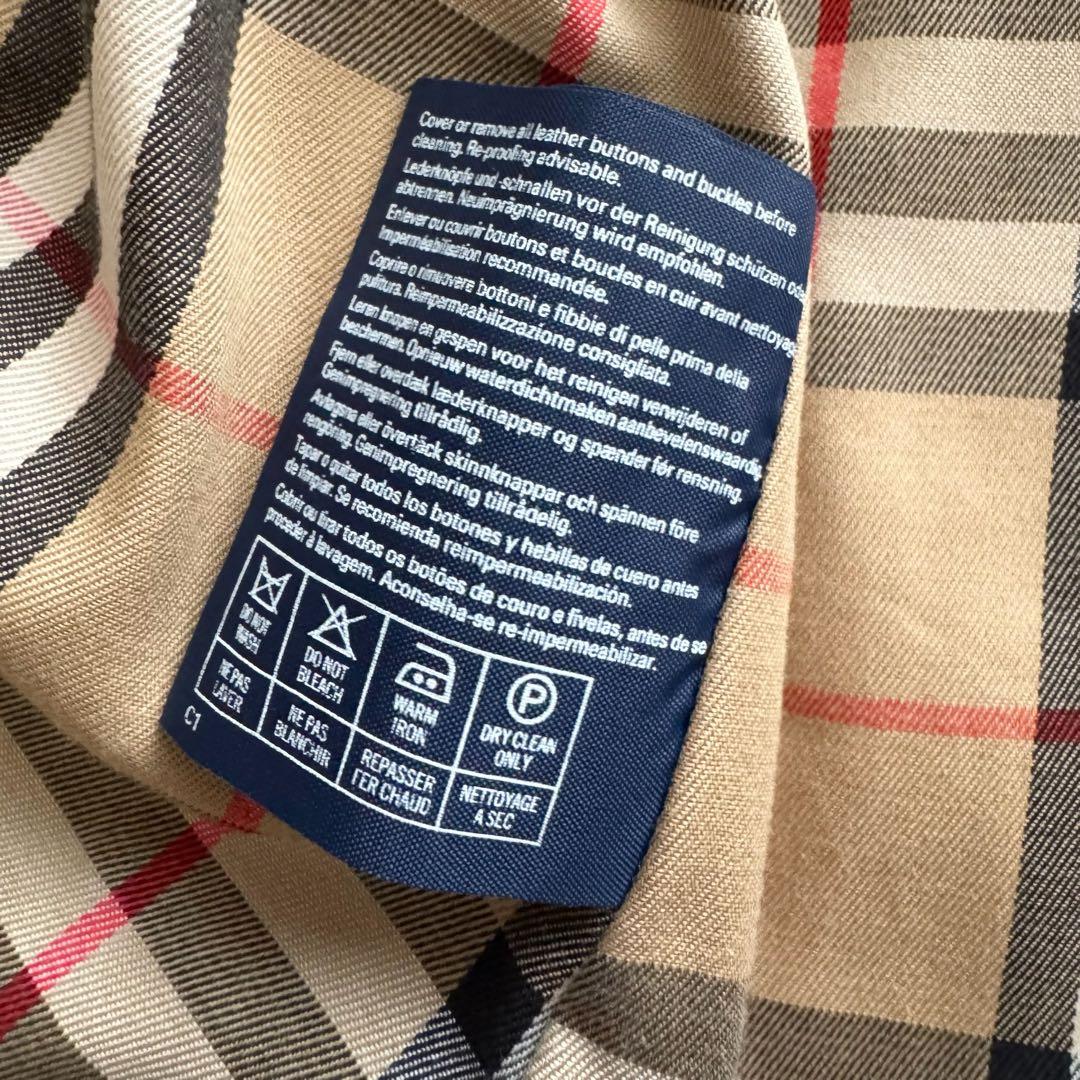 Cover or remove all leather buttons and buckles before
cleaning. Re-proofing advisable.
Lederknöpfe und -schnallen vor der Reinigung schutzen ode
abtrennen. Neuimprägnierung wird empfohlen.
Enlever ou couvrir boutons et boucles en cuir avant nettoyag
Imperméabilisation recommandée.
Coprire o rimuovere bottoni e fibbie di pelle prima della
pulitura. Reimpermeabilizzazione consigliata.
Leren knopen en gespen voor het reinigen verwijderen of
beschermen. Opnieuw waterdichtmaken aanbevelenswaardig
Fjern eller overdæk læderknapper og spænder før rensning.
Genimpregnering tillrådlig.
Avlägsna eller övertäck skinnknappar och spännen före
rengöring. Genimpregnering tillrådelig.
Tapar o quitar todos los botones y hebillas de cuero antes
de limpiar. Se recomienda reimpermeabilización.
Cobrir ou tirar todos os botões de couro e fivelas, antes de se
preceder à lavagem. Aconselha-se re-impermeabilizar.
DO NOT
WASH
DO NOT
BLEACH
WARM
IRON
P
DRY CLEAN
ONLY
NE PAS
LAVER
NE PAS
BLANCHIR
REPASSER
FER CHAUD
NETTOYAGE
A SEC
C1